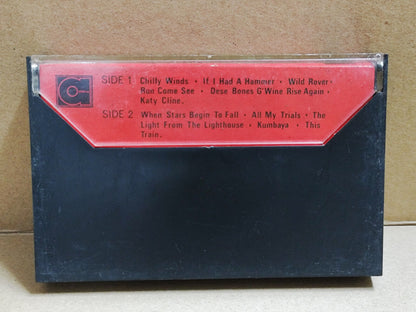 SIDE 1 Chilly Winds · If I Had A Hammer · Wild Rover·
Run Come See · Dese Bones G'Wine Rise Again ·
Katy Cline.
SIDE 2 When Stars Begin To Fall · All My Trials · The
Light From The Lighthouse · Kumbaya · This
Train.